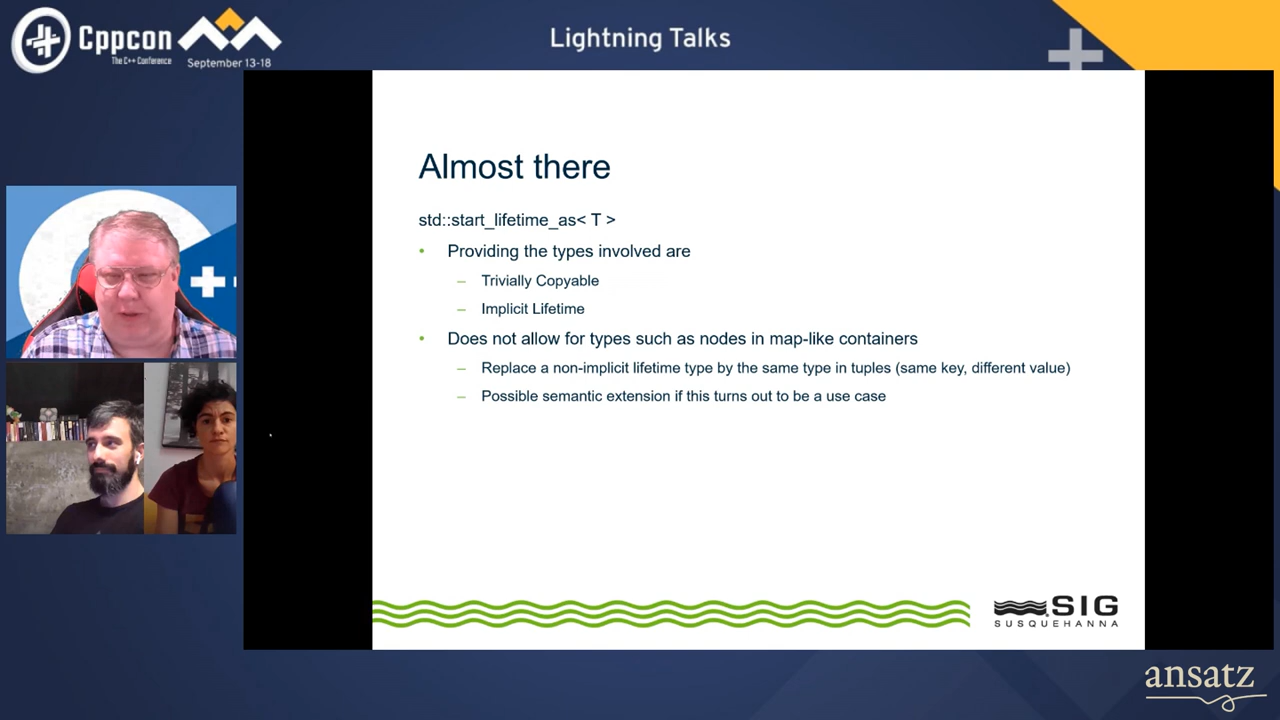 Cppcon
The C++ Conference
September 13-18
Lightning Talks
Almost there
std::start_lifetime_as< T >
• Providing the types involved are
– Trivially Copyable
– Implicit Lifetime
• Does not allow for types such as nodes in map-like containers
– Replace a non-implicit lifetime type by the same type in tuples (same key, different value)
– Possible semantic extension if this turns out to be a use case
SIG
SUSQUEHANNA
ansatz